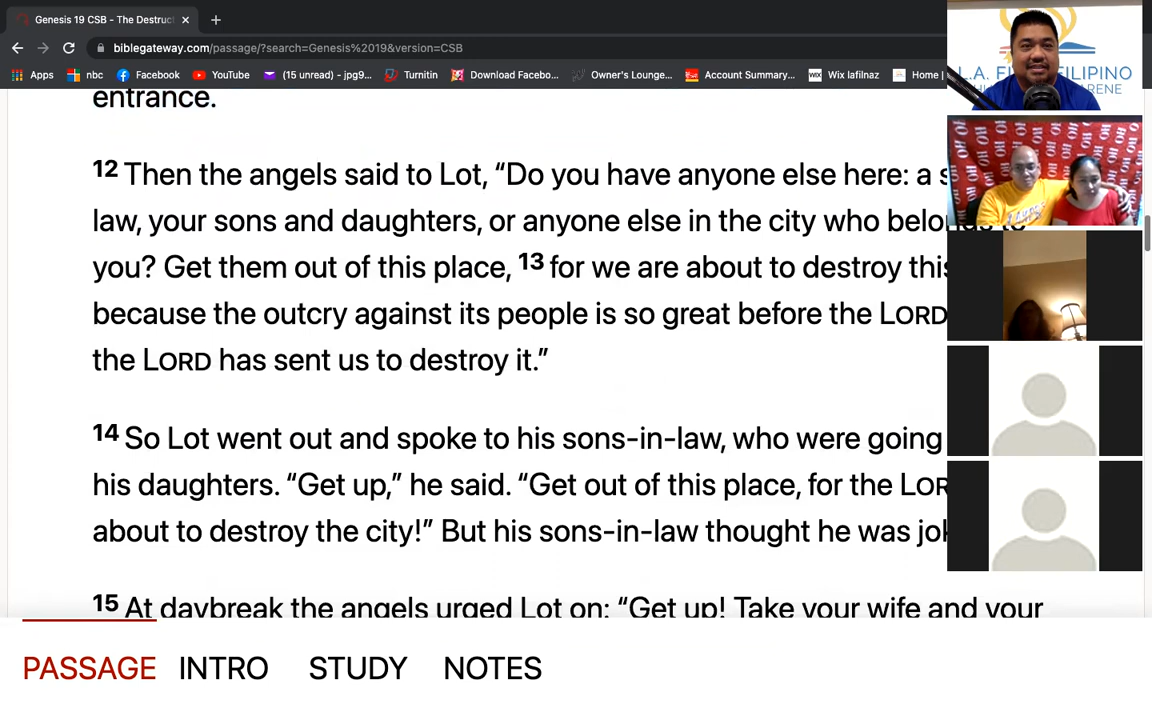 Genesis 19 CSB - The Destruc
biblegateway.com/passage/?search=Genesis%2019&version=CSB
Apps nbc Facebook YouTube (15 unread) - jpg9... Turnitin Download Facebo... Owner's Lounge... Account Summary... Wix lafilnaz Home |
L.A. FI FILIPINO
ARENE
entrance.
12 Then the angels said to Lot, “Do you have anyone else here: a s
law, your sons and daughters, or anyone else in the city who belongs to
you? Get them out of this place, 13 for we are about to destroy this
because the outcry against its people is so great before the LORD
the LORD has sent us to destroy it.”
14 So Lot went out and spoke to his sons-in-law, who were going
his daughters. “Get up,” he said. “Get out of this place, for the LOR
about to destroy the city!” But his sons-in-law thought he was jok
15 At daybreak the angels urged Lot on: “Get up! Take your wife and your
PASSAGE INTRO STUDY NOTES